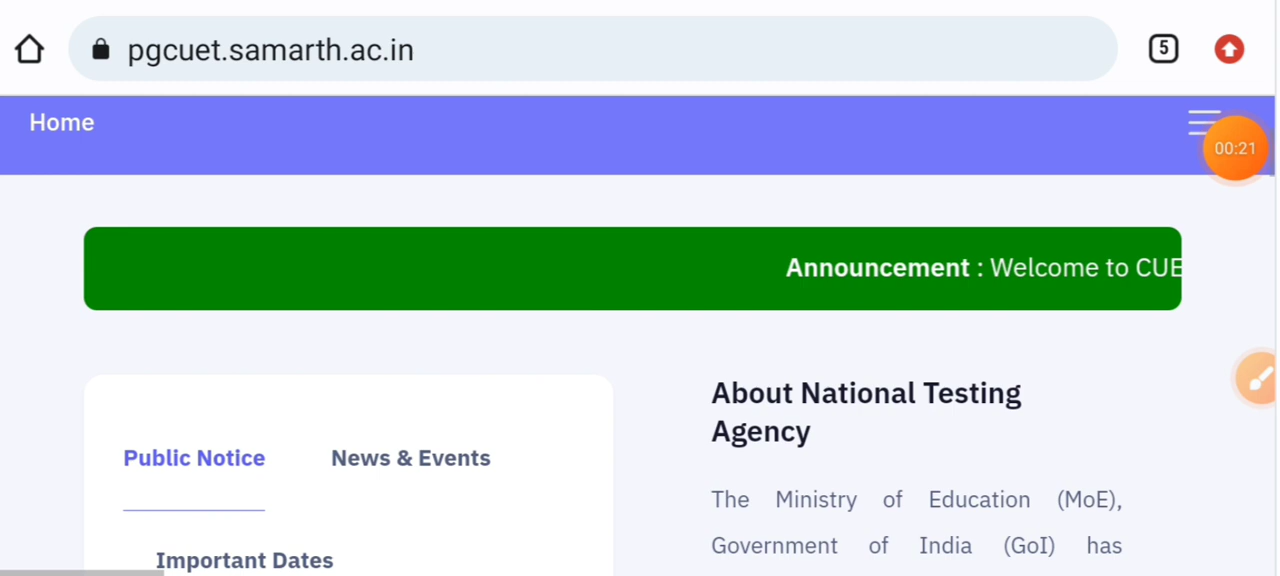 pgcuet.samarth.ac.in
5
Home
00:21
Announcement : Welcome to CUE
About National Testing
Agency
Public Notice
News & Events
Important Dates
The Ministry of Education (MoE),
Government of India (GoI) has